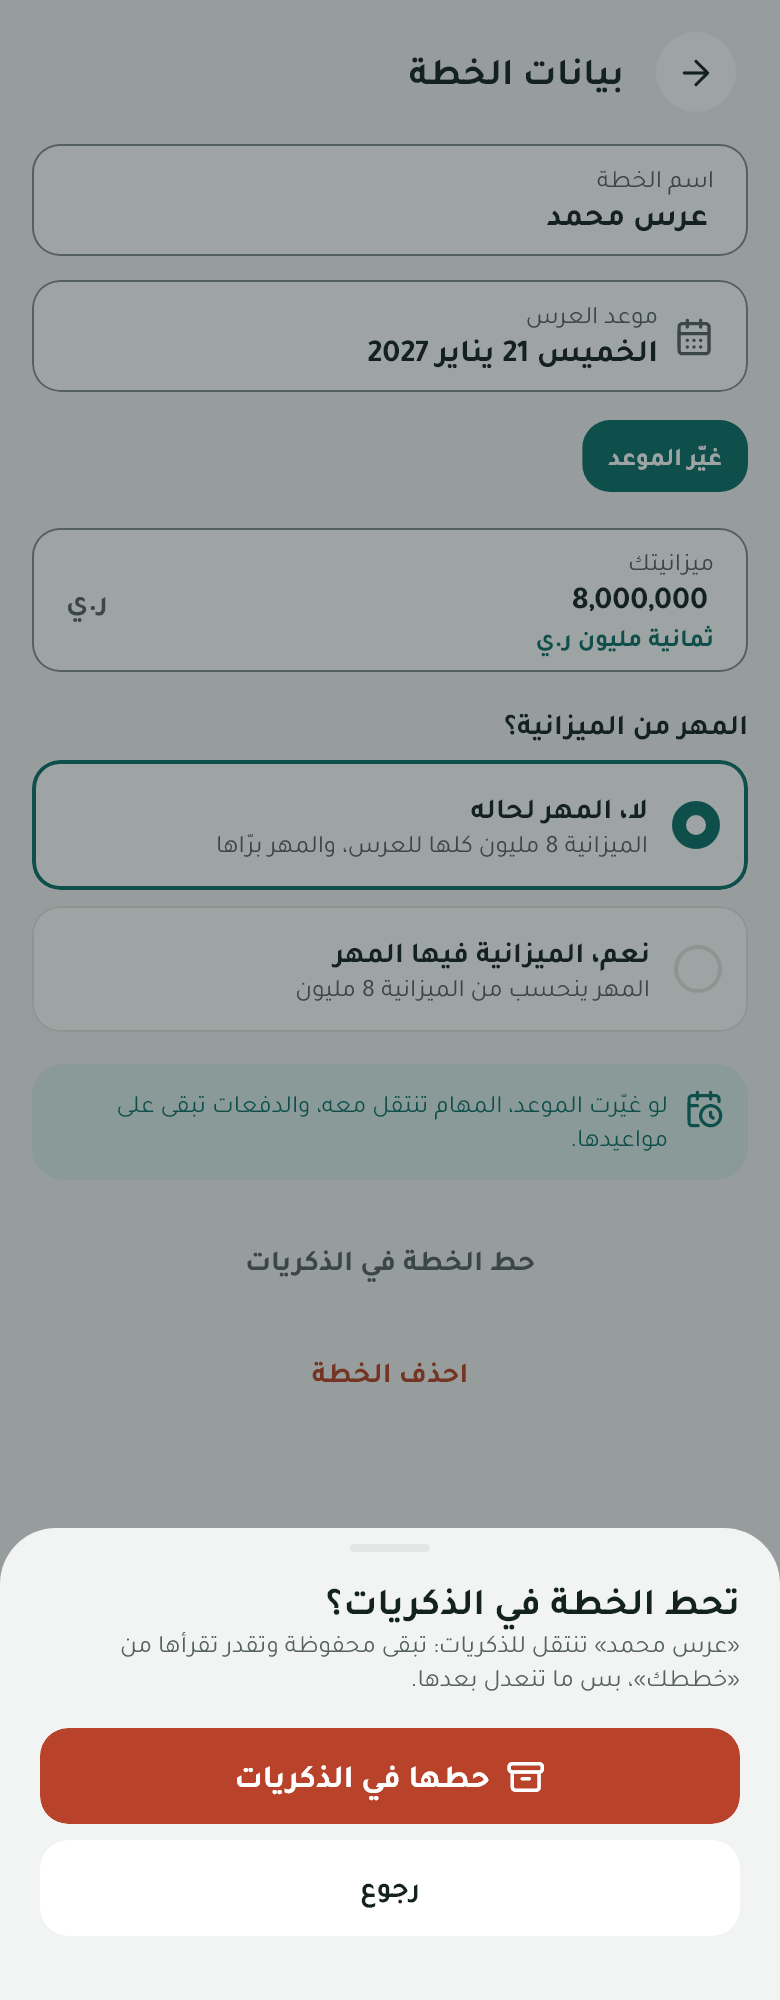 بيانات الخطة
اسم الخطة
عرس محمد
موعد العرس
الخميس 21 يناير 2027
غيّر الموعد
ميزانيتك
8,000,000
ر.ي
ثمانية مليون ر.ي
المهر من الميزانية؟
لا، المهر لحاله
الميزانية 8 مليون كلها للعرس، والمهر برّاها
نعم، الميزانية فيها المهر
المهر ينحسب من الميزانية 8 مليون
لو غيّرت الموعد، المهام تنتقل معه، والدفعات تبقى على
مواعيدها.
حط الخطة في الذكريات
احذف الخطة
تحط الخطة في الذكريات؟
«عرس محمد» تنتقل للذكريات: تبقى محفوظة وتقدر تقرأها من
«خططك»، بس ما تنعدل بعدها.
حطها في الذكريات
رجوع